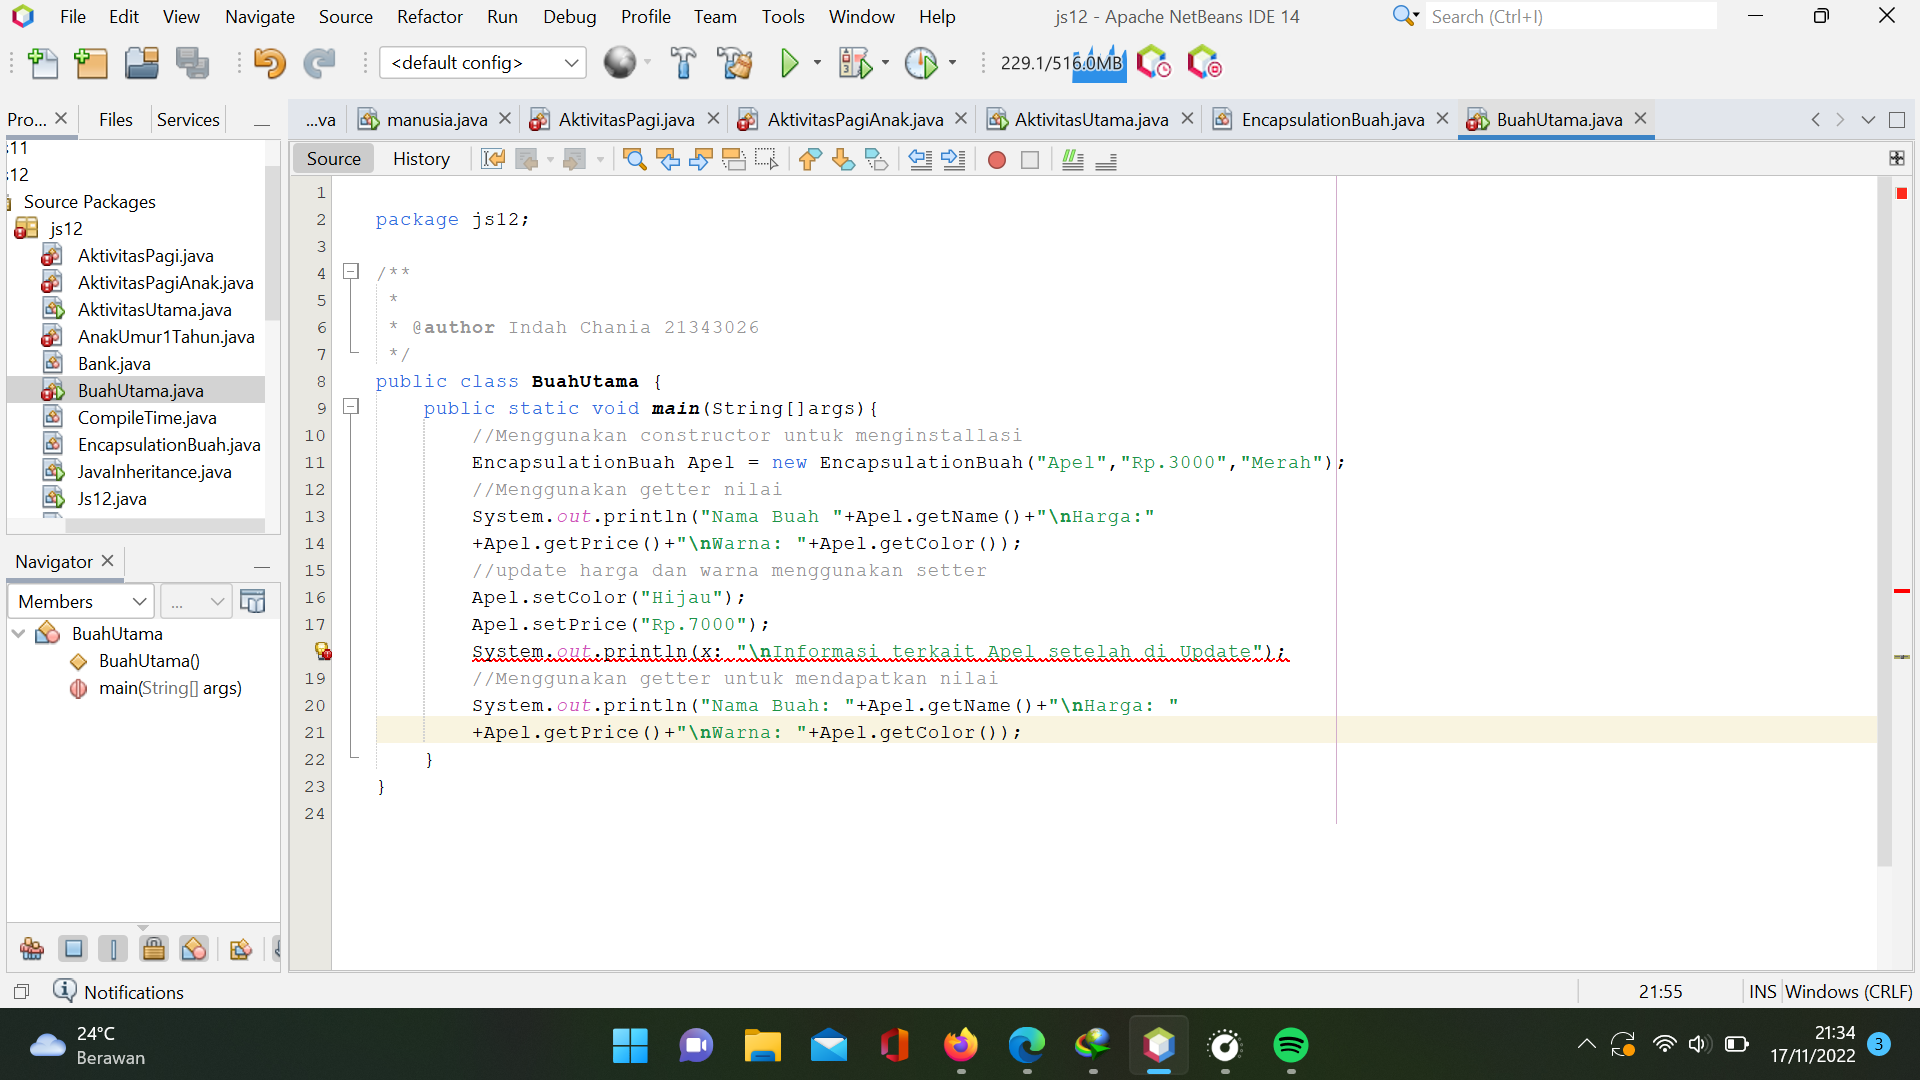 File Edit View Navigate Source Refactor Run Debug Profile Team Tools Window Help
js12 - Apache NetBeans IDE 14
Search (Ctrl+I)
<default config>
229.1/516.0MB
Pro... Files Services
...va manusia.java AktivitasPagi.java AktivitasPagiAnak.java AktivitasUtama.java EncapsulationBuah.java BuahUtama.java
Source History
:11
:12
Source Packages
js12
AktivitasPagi.java
AktivitasPagiAnak.java
AktivitasUtama.java
AnakUmur1Tahun.java
Bank.java
BuahUtama.java
CompileTime.java
EncapsulationBuah.java
JavaInheritance.java
Js12.java
Navigator
Members ...
BuahUtama
BuahUtama()
main(String[] args)
1
2 package js12;
3
4 /**
5 *
6 * @author Indah Chania 21343026
7 */
8 public class BuahUtama {
9 public static void main(String[]args){
10 //Menggunakan constructor untuk menginstallasi
11 EncapsulationBuah Apel = new EncapsulationBuah("Apel","Rp.3000","Merah");
12 //Menggunakan getter nilai
13 System.out.println("Nama Buah "+Apel.getName()+"\nHarga:"
14 +Apel.getPrice()+"\nWarna: "+Apel.getColor());
15 //update harga dan warna menggunakan setter
16 Apel.setColor("Hijau");
17 Apel.setPrice("Rp.7000");
System.out.println(x: "\nInformasi terkait Apel setelah di Update");
19 //Menggunakan getter untuk mendapatkan nilai
20 System.out.println("Nama Buah: "+Apel.getName()+"\nHarga: "
21 +Apel.getPrice()+"\nWarna: "+Apel.getColor());
22 }
23 }
24
Notifications
21:55 INS Windows (CRLF)
24°C
Berawan
21:34
17/11/2022
3